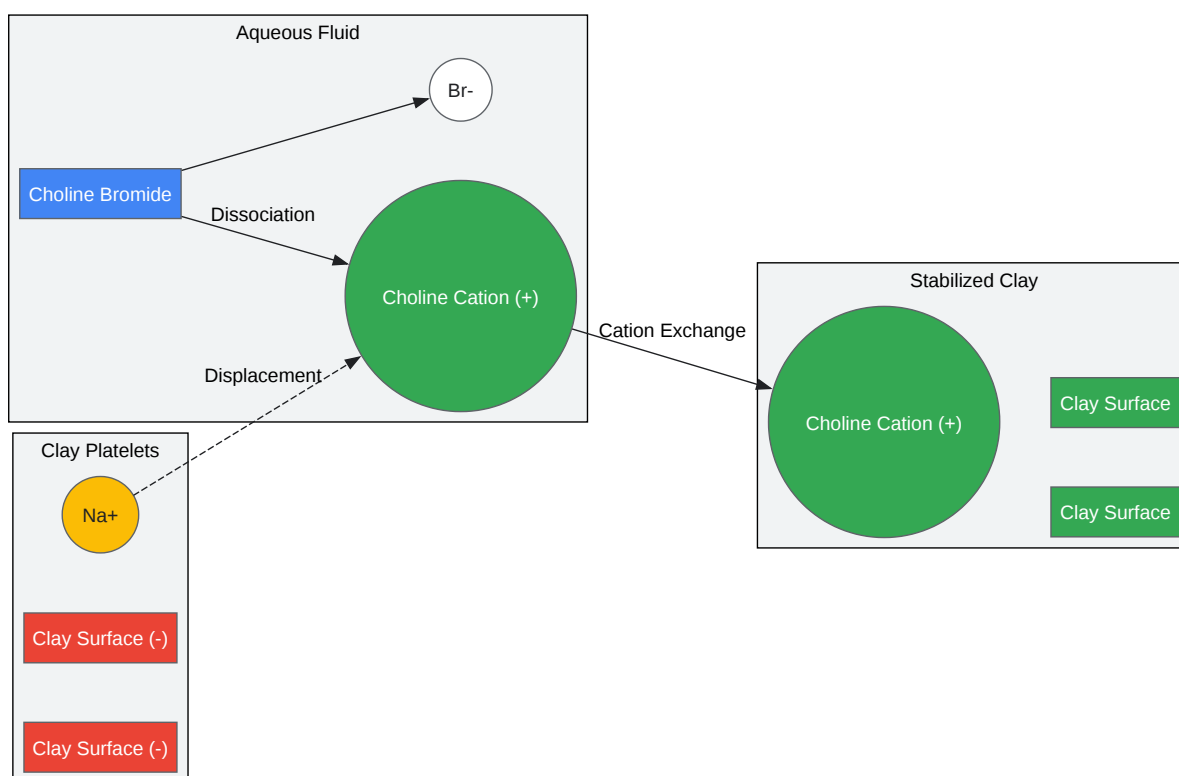 Aqueous Fluid
Br-
Choline Bromide
Dissociation
Choline Cation (+)
Displacement
Cation Exchange
Stabilized Clay
Choline Cation (+)
Clay Surface
Clay Surface
Clay Platelets
Na+
Clay Surface (-)
Clay Surface (-)